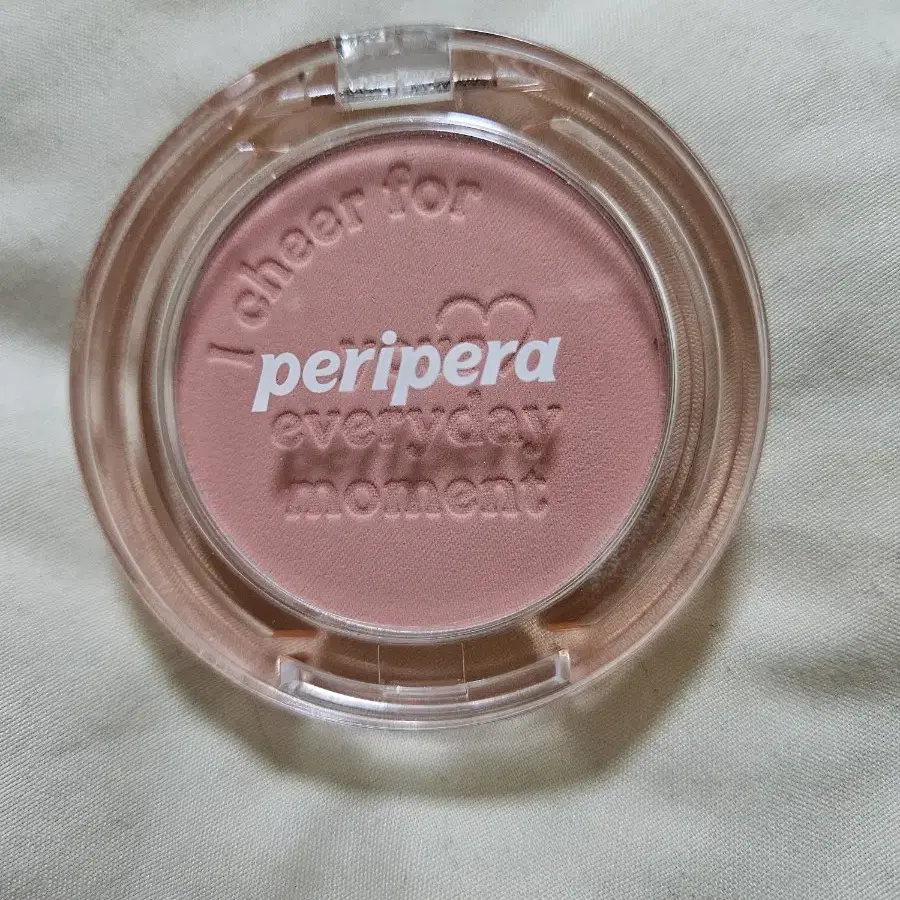 I cheer for
peripera
everyday
moment